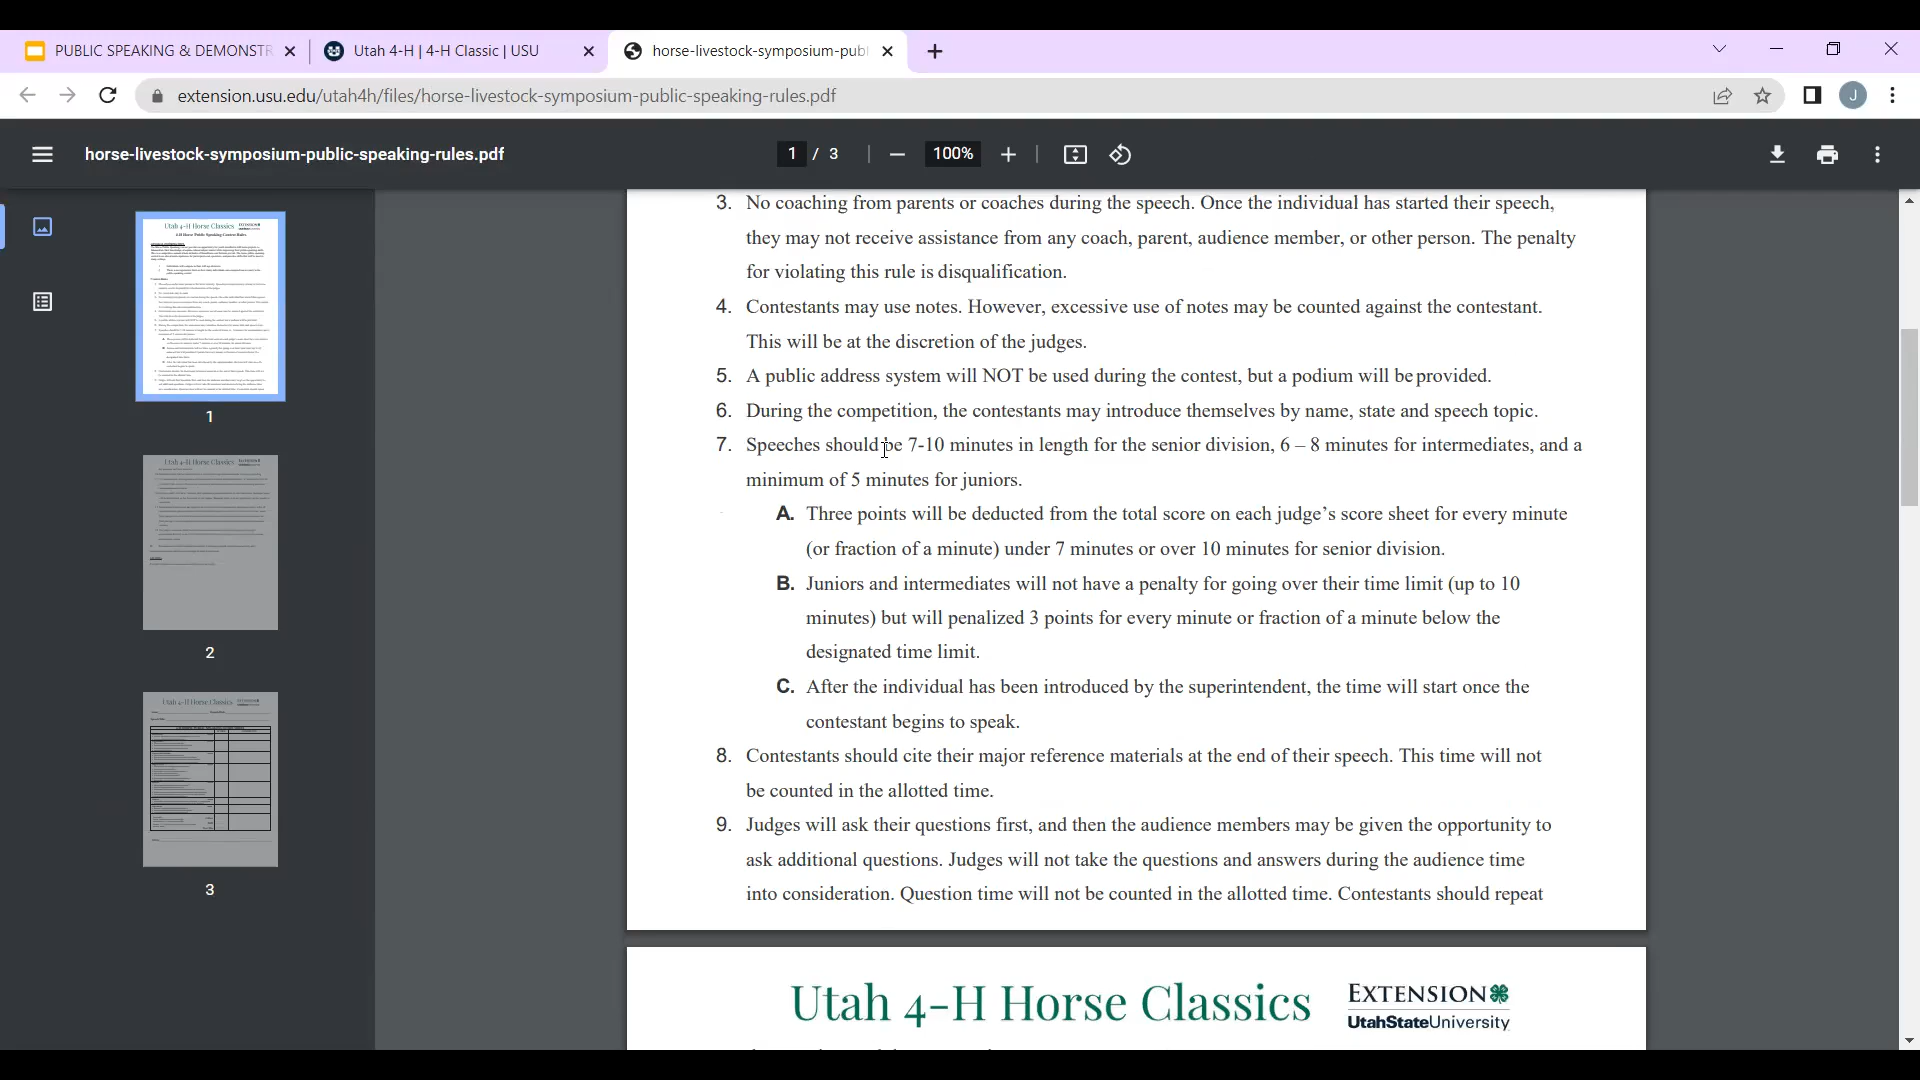 PUBLIC SPEAKING & DEMONSTR
Utah 4-H | 4-H Classic | USU
horse-livestock-symposium-publ
extension.usu.edu/utah4h/files/horse-livestock-symposium-public-speaking-rules.pdf
J
horse-livestock-symposium-public-speaking-rules.pdf
1 / 3
100%
Utah 4-H Horse Classics
1
Utah 4-H Horse Classics
2
Utah 4-H Horse Classics
3
3. No coaching from parents or coaches during the speech. Once the individual has started their speech,
they may not receive assistance from any coach, parent, audience member, or other person. The penalty
for violating this rule is disqualification.
4. Contestants may use notes. However, excessive use of notes may be counted against the contestant.
This will be at the discretion of the judges.
5. A public address system will NOT be used during the contest, but a podium will be provided.
6. During the competition, the contestants may introduce themselves by name, state and speech topic.
7. Speeches should be 7-10 minutes in length for the senior division, 6 – 8 minutes for intermediates, and a
minimum of 5 minutes for juniors.
A. Three points will be deducted from the total score on each judge’s score sheet for every minute
(or fraction of a minute) under 7 minutes or over 10 minutes for senior division.
B. Juniors and intermediates will not have a penalty for going over their time limit (up to 10
minutes) but will penalized 3 points for every minute or fraction of a minute below the
designated time limit.
C. After the individual has been introduced by the superintendent, the time will start once the
contestant begins to speak.
8. Contestants should cite their major reference materials at the end of their speech. This time will not
be counted in the allotted time.
9. Judges will ask their questions first, and then the audience members may be given the opportunity to
ask additional questions. Judges will not take the questions and answers during the audience time
into consideration. Question time will not be counted in the allotted time. Contestants should repeat
Utah 4-H Horse Classics
EXTENSION
UtahStateUniversity